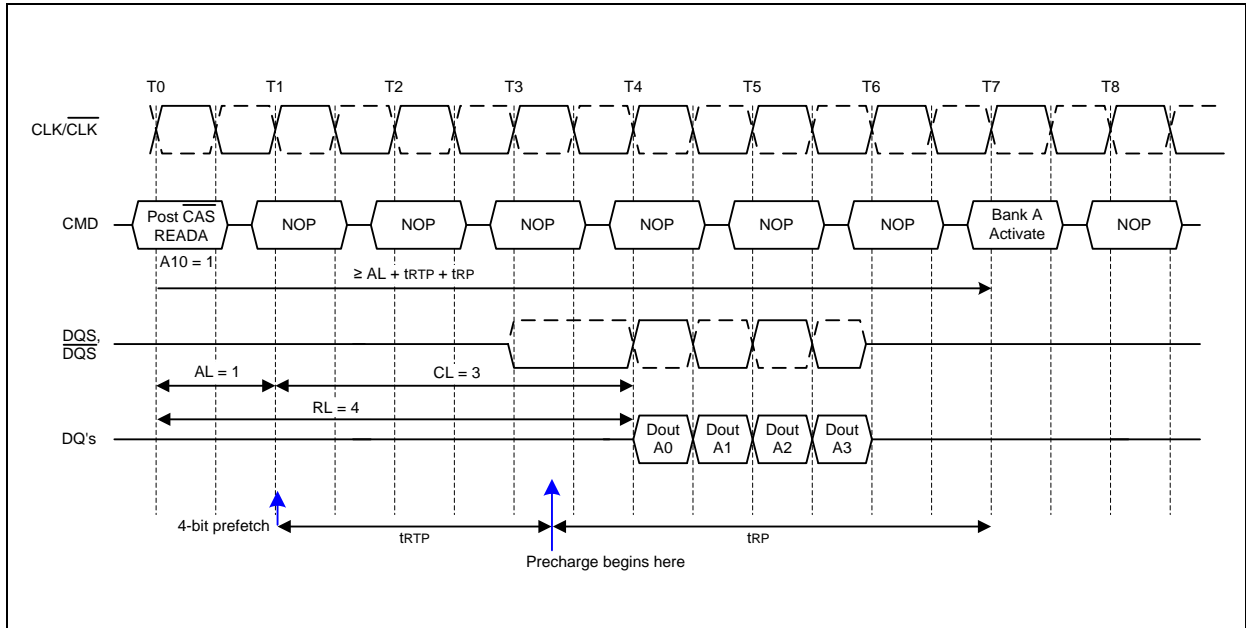 T0 T1 T2 T3 T4 T5 T6 T7 T8
CLK/CLK
CMD
Post CAS READA
NOP
NOP
NOP
NOP
NOP
NOP
Bank A Activate
NOP
A10 = 1
≥ AL + tRTP + tRP
DQS,
DQS
AL = 1
CL = 3
RL = 4
DQ's
Dout A0
Dout A1
Dout A2
Dout A3
4-bit prefetch
tRTP
tRP
Precharge begins here